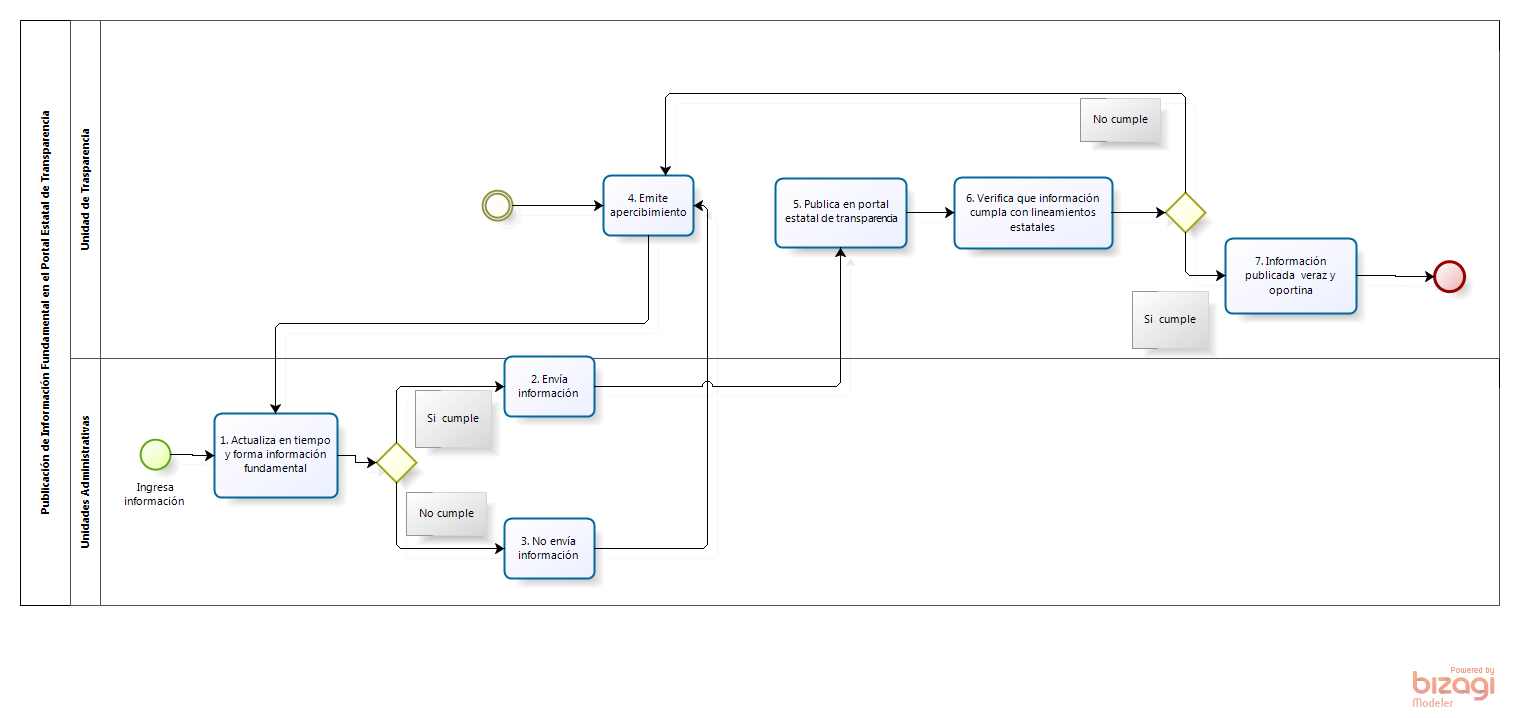 Publicación de Información Fundamental en el Portal Estatal de Transparencia
Unidad de Trasparencia
No cumple
4. Emite
apercibimiento
5. Publica en portal
estatal de transparencia
6. Verifica que información
cumpla con lineamientos
estatales
7. Información
publicada veraz y
oportina
Si cumple
Unidades Administrativas
Ingresa
información
1. Actualiza en tiempo
y forma información
fundamental
2. Envía
información
Si cumple
No cumple
3. No envía
información
Powered by
bizagi
Modeler